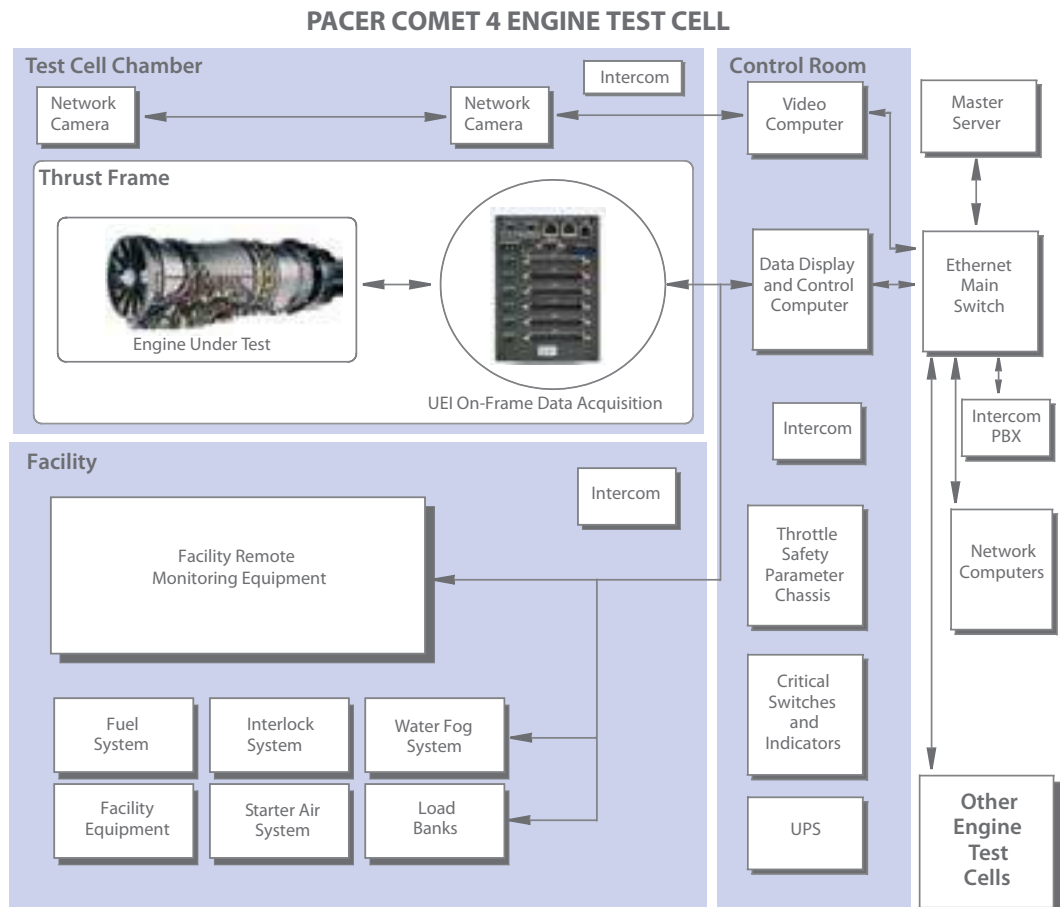 PACER COMET 4 ENGINE TEST CELL
Test Cell Chamber
Intercom
Network
Camera
Network
Camera
Thrust Frame
Engine Under Test
UEI On-Frame Data Acquisition
Control Room
Video
Computer
Master
Server
Data Display
and Control
Computer
Ethernet
Main
Switch
Intercom
Intercom
PBX
Facility
Intercom
Facility Remote
Monitoring Equipment
Throttle
Safety
Parameter
Chassis
Network
Computers
Fuel
System
Interlock
System
Water Fog
System
Critical
Switches
and
Indicators
Facility
Equipment
Starter Air
System
Load
Banks
UPS
Other
Engine
Test
Cells